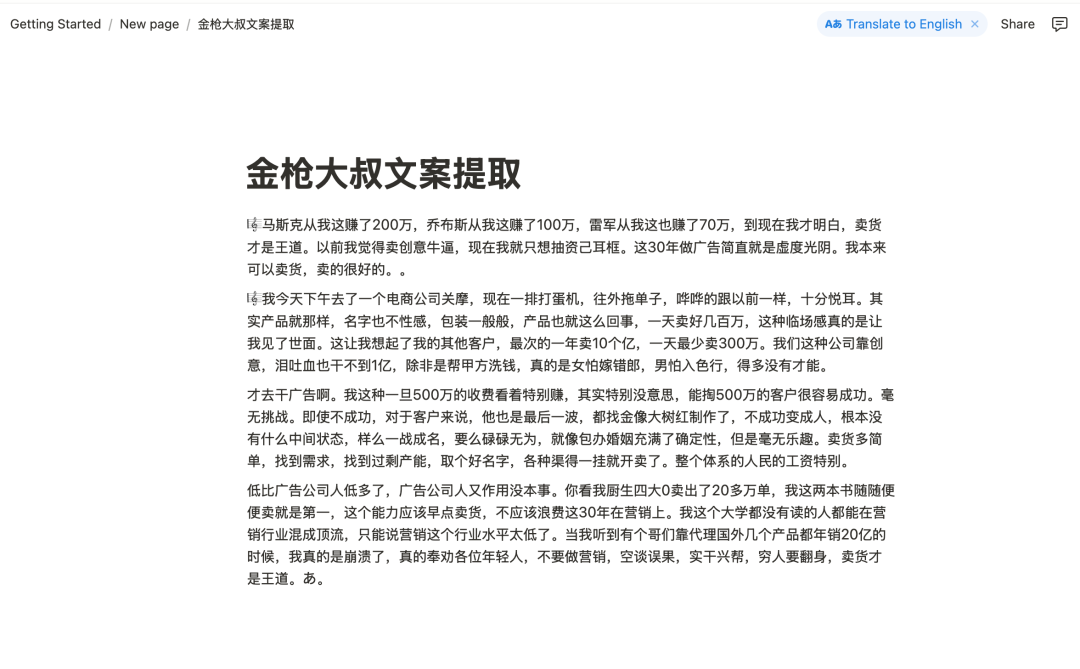 Getting Started / New page / 金枪大叔文案提取
Aあ Translate to English × Share
金枪大叔文案提取
🎼马斯克从我这赚了200万，乔布斯从我这赚了100万，雷军从我这也赚了70万，到现在我才明白，卖货
才是王道。以前我觉得卖创意牛逼，现在我就只想抽资己耳框。这30年做广告简直就是虚度光阴。我本来
可以卖货，卖的很好的。。
🎼我今天下午去了一个电商公司关摩，现在一排打蛋机，往外拖单子，哗哗的跟以前一样，十分悦耳。其
实产品就那样，名字也不性感，包装一般般，产品也就这么回事，一天卖好几百万，这种临场感真的是让
我见了世面。这让我想起了我的其他客户，最次的一年卖10个亿，一天最少卖300万。我们这种公司靠创
意，泪吐血也干不到1亿，除非是帮甲方洗钱，真的是女怕嫁错郎，男怕入色行，得多没有才能。
才去干广告啊。我这种一旦500万的收费看着特别赚，其实特别没意思，能掏500万的客户很容易成功。毫
无挑战。即使不成功，对于客户来说，他也是最后一波，都找金像大树红制作了，不成功变成人，根本没
有什么中间状态，样么一战成名，要么碌碌无为，就像包办婚姻充满了确定性，但是毫无乐趣。卖货多简
单，找到需求，找到过剩产能，取个好名字，各种渠得一挂就开卖了。整个体系的人民的工资特别。
低比广告公司人低多了，广告公司人又作用没本事。你看我厨生四大0卖出了20多万单，我这两本书随随便
便卖就是第一，这个能力应该早点卖货，不应该浪费这30年在营销上。我这个大学都没有读的人都能在营
销行业混成顶流，只能说营销这个行业水平太低了。当我听到有个哥们靠代理国外几个产品都年销20亿的
时候，我真的是崩溃了，真的奉劝各位年轻人，不要做营销，空谈误果，实干兴帮，穷人要翻身，卖货才
是王道。あ。